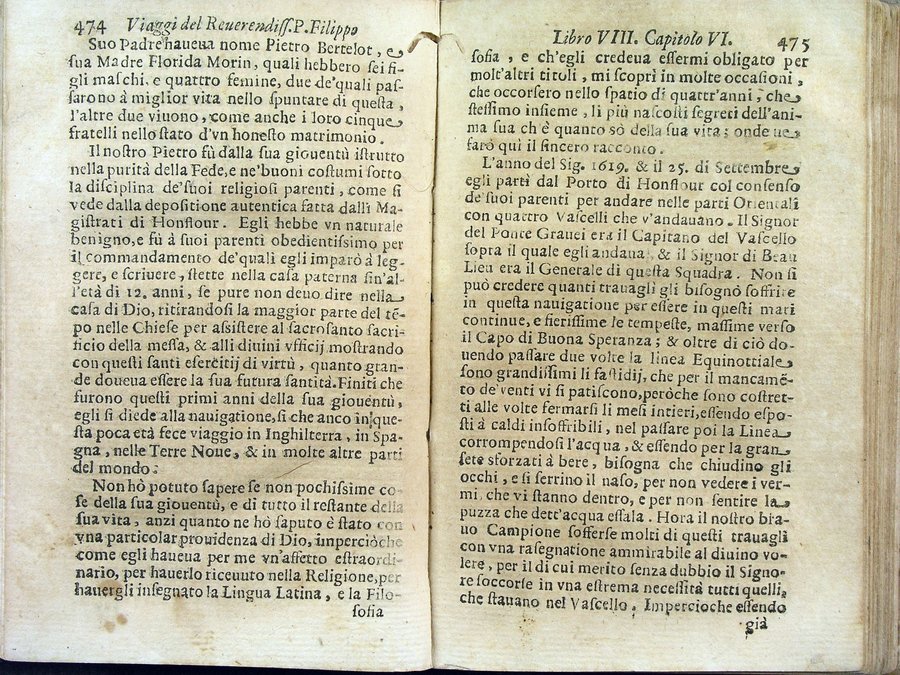 474 Viaggi del Reuerendiſſ.P. Filippo
Suo Padre haueua nome Pietro Bertelot, e
ſua Madre Florida Morin, quali hebbero ſei fi-
gli maſchi. e quattro femine, due de'quali paſ-
ſarono à miglior vita nello ſpuntare di queſta,
l'altre due viuono, come anchi i loro cinque
fratelli nello ſtato d'vn honeſto matrimonio.
Il noſtro Pietro fù dalla ſua giouentù iſtrutto
nella purità della Fede, e ne'buoni coſtumi ſotto
la diſciplina de'ſuoi religioſi parenti, come ſi
vede dalla depoſitione autentica fatta dalli Ma-
giſtrati di Honflour. Egli hebbe vn naturale
benigno, e fù à ſuoi parenti obedientiſſimo per
il commandamento de'quali egli imparò à leg-
gere, e ſcriuere, ſtette nella caſa paterna ſin'al-
l'età di 12. anni, ſe pure non deuo dire nella
caſa di Dio, ritirandoſi la maggior parte del tē-
po nelle Chieſe per aſſiſtere al ſacroſanto sacri-
ficio della meſſa, & alli diuini vfficij moſtrando
con queſti ſanti eſercitij di virtù, quanto gran-
de doueua eſſere la ſua futura ſantità. Finiti che
furono queſti primi anni della ſua giouentù,
egli ſi diede alla nauigatione, ſi che anco in que-
ſta poca età fece viaggio in Inghilterra, in Spa-
gna, nelle Terre Noue, & in molte altre parti
del mondo.
Non hò potuto ſapere ſe non pochiſſime co-
ſe della ſua giouentù, e di tutto il reſtante della
ſua vita, anzi quanto ne hò ſaputo è ſtato con
vna particolar prouidenza di Dio, imperciòche
come egli haueua per me vn'affetto eſtraordi-
nario, per hauerlo riceuuto nella Religione, per
hauergli inſegnato la Lingua Latina, e la Filo-
ſofia
Libro VIII. Capitolo VI. 475
ſofia, e ch'egli credeua eſſermi obligato per
molt'altri titoli, mi ſcoprì in molte occaſioni,
che occorſero nello ſpatio di quattr'anni, che
ſteſſimo inſieme, li più naſcoſti ſegreti dell'ani-
ma ſua ch'è quanto sò della ſua vita; onde ne
farò quì il ſincero racconto.
L'anno del Sig. 1619. & il 25. di Settembre
egli partì dal Porto di Honflour col conſenſo
de'ſuoi parenti per andare nelle parti Orientali
con quattro Vaſcelli che v'andauano. Il Signor
del Ponte Grauei era il Capitano del Vaſcello
ſopra il quale egli andaua, & il Signor di Beau
Lieu era il Generale di queſta Squadra. Non ſi
può credere quanti trauagli gli biſognò ſoffrire
in queſta nauigatione per eſſere in queſti mari
continue, e fieriſſime le tempeſte, maſſime verſo
il Capo di Buona Speranza; & oltre di ciò do-
uendo paſſare due volte la linea Equinottiale
ſono grandiſſimi li faſtidij, che per il mancamē-
to de'venti vi ſi patiſcono, peròche ſono coſtret-
ti alle volte fermarſi li meſi intieri, eſſendo eſpo-
ſti à caldi inſoffribili, nel paſſare poi la Linea
corrompendoſi l'acqua, & eſſendo per la gran
ſete sforzati à bere, biſogna che chiudino gli
occhi, e ſi ſerrino il naſo, per non vedere i ver-
mi, che vi ſtanno dentro, e per non ſentire la
puzza che dett'acqua eſſala. Hora il noſtro bra-
uo Campione ſofferſe molti di queſti trauagli
con vna raſegnatione ammirabile al diuino vo-
lere, per il di cui merito ſenza dubbio il Signo-
re ſoccorſe in vna eſtrema neceſſità tutti quelli,
che ſtauano nel Vaſcello. Impercioche eſſendo
già